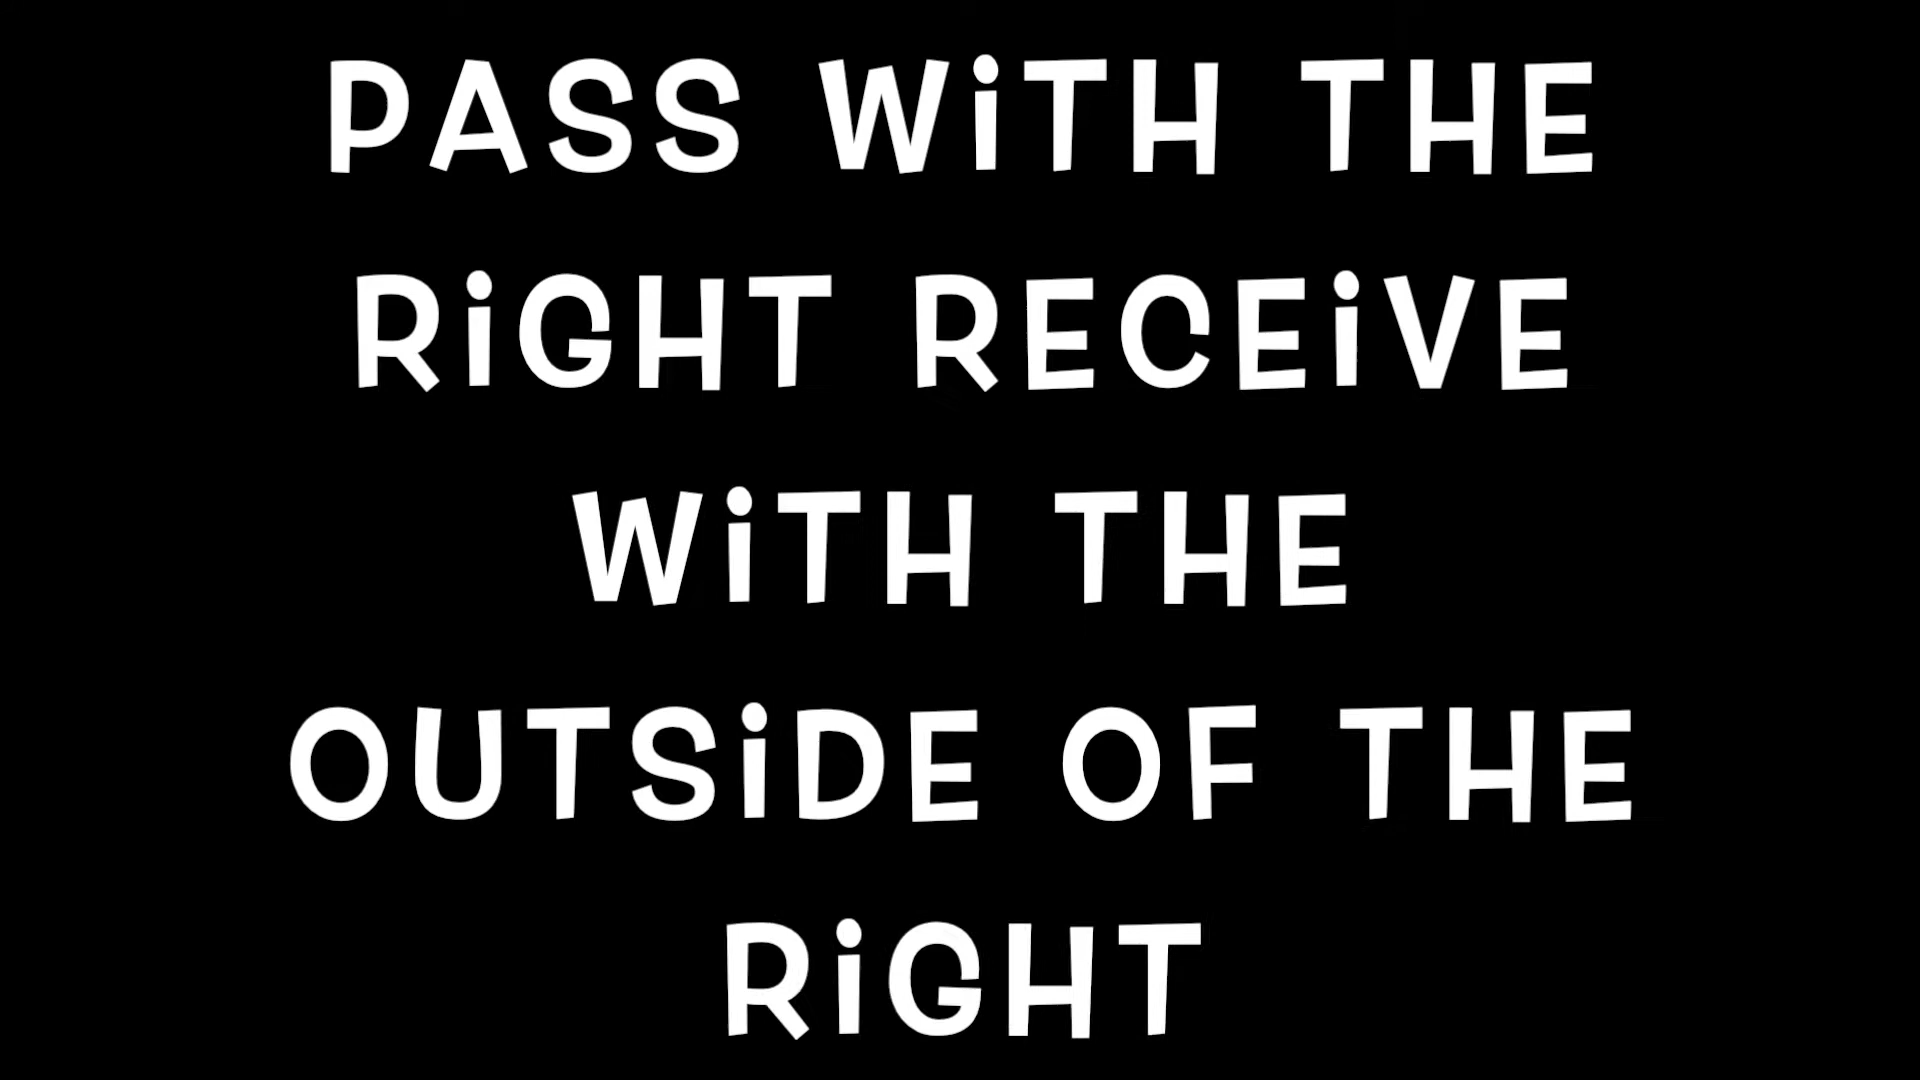 PASS WiTH THE
RiGHT RECEiVE
WiTH THE
OUTSiDE OF THE
RiGHT